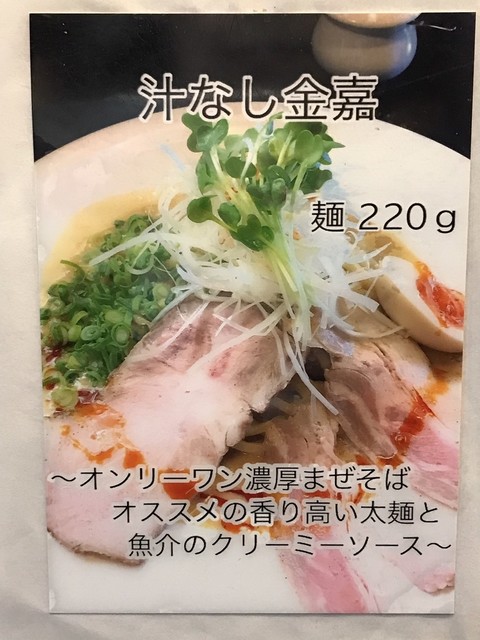 汁なし金嘉
麺 220g
～オンリーワン濃厚まぜそば
オススメの香り高い太麺と
魚介のクリーミーソース～